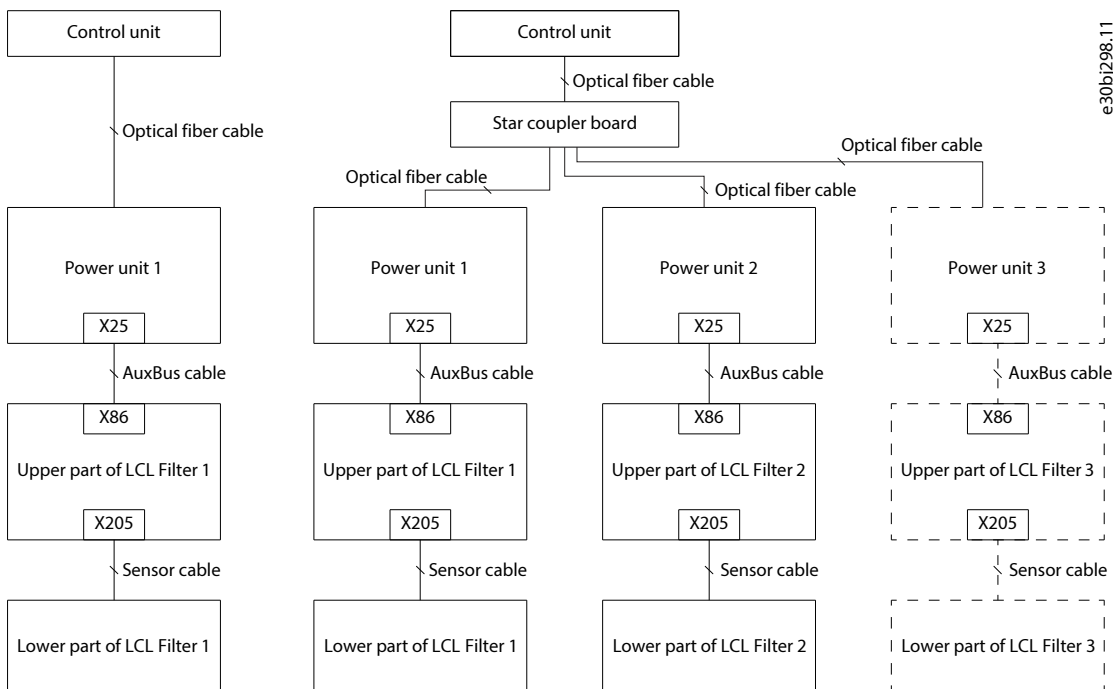 Control unit
Control unit
e30bi298.11
Optical fiber cable
Star coupler board
Optical fiber cable
Optical fiber cable
Optical fiber cable
Optical fiber cable
Power unit 1
Power unit 1
Power unit 2
Power unit 3
X25
X25
X25
X25
AuxBus cable
AuxBus cable
AuxBus cable
AuxBus cable
X86
X86
X86
X86
Upper part of LCL Filter 1
Upper part of LCL Filter 1
Upper part of LCL Filter 2
Upper part of LCL Filter 3
X205
X205
X205
X205
Sensor cable
Sensor cable
Sensor cable
Sensor cable
Lower part of LCL Filter 1
Lower part of LCL Filter 1
Lower part of LCL Filter 2
Lower part of LCL Filter 3